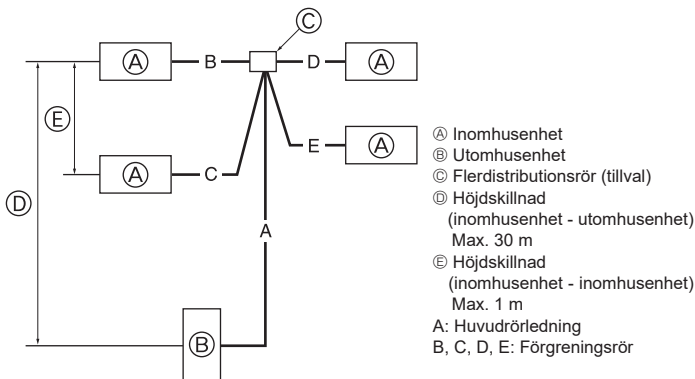 Ⓒ
Ⓐ B D Ⓐ
Ⓔ
E Ⓐ
Ⓐ C
Ⓓ
A
Ⓑ
Ⓐ Inomhusenhet
Ⓑ Utomhusenhet
Ⓒ Flerdistributionsrör (tillval)
Ⓓ Höjdskillnad
(inomhusenhet - utomhusenhet)
Max. 30 m
Ⓔ Höjdskillnad
(inomhusenhet - inomhusenhet)
Max. 1 m
A: Huvudrörledning
B, C, D, E: Förgreningsrör